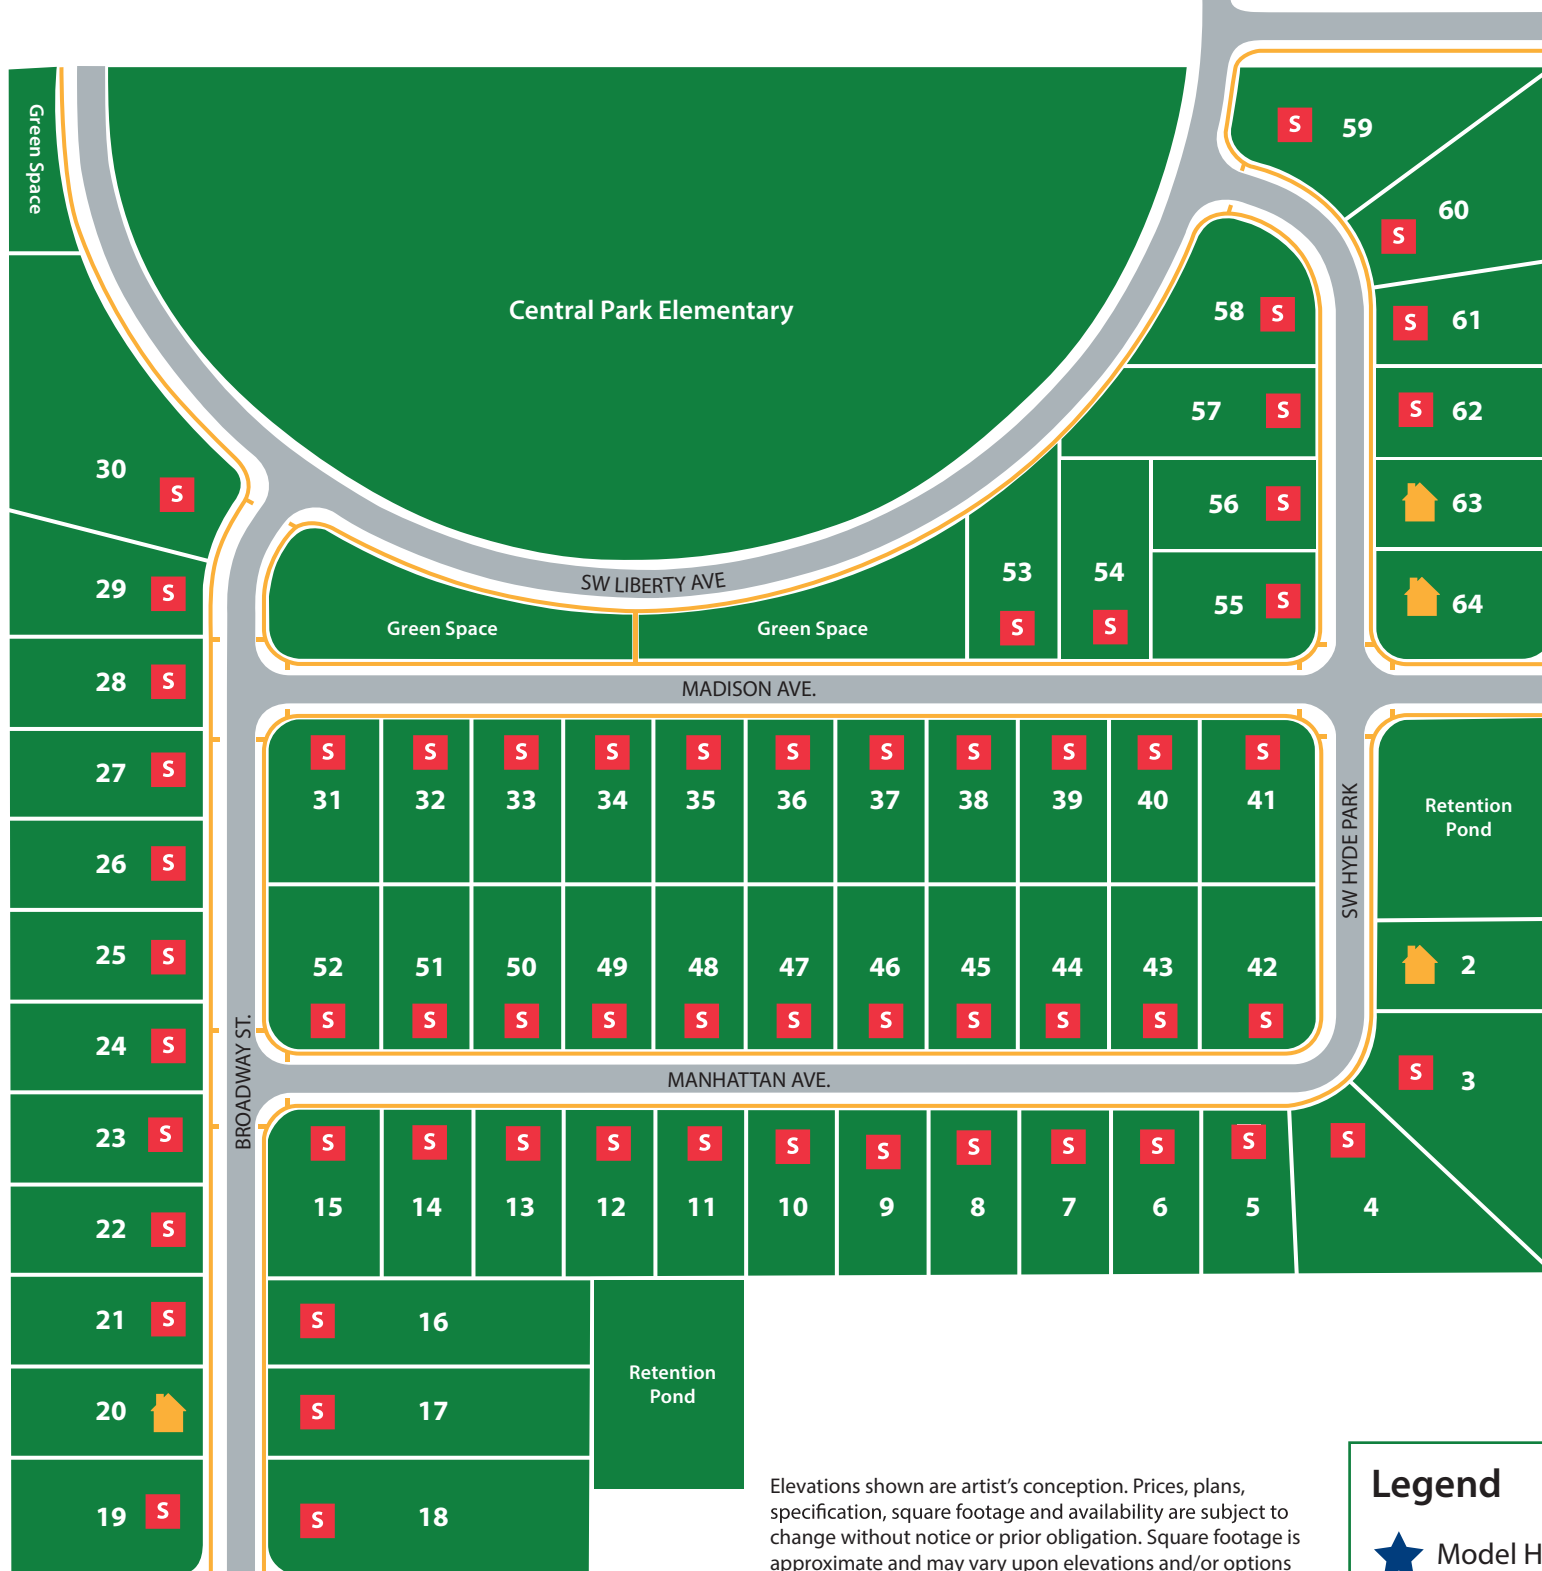 Green Space
Central Park Elementary
S 59
60
S
58 S
S 61
57 S
S 62
30
S
56 S
63
53
54
29 S
SW LIBERTY AVE
55 S
64
Green Space
Green Space
S
S
28 S
MADISON AVE.
S S S S S S S S S S S
27 S
31 32 33 34 35 36 37 38 39 40 41
SW HYDE PARK
Retention
Pond
26 S
25 S
52 51 50 49 48 47 46 45 44 43 42
2
S S S S S S S S S S S
24 S
BROADWAY ST.
MANHATTAN AVE.
S 3
23 S
S S S S S S S S S S S S
15 14 13 12 11 10 9 8 7 6 5 4
22 S
21 S
S 16
Retention
Pond
20
S 17
19 S
S 18
Elevations shown are artist's conception. Prices, plans,
specification, square footage and availability are subject to
change without notice or prior obligation. Square footage is
approximate and may vary upon elevations and/or options
Legend
Model H